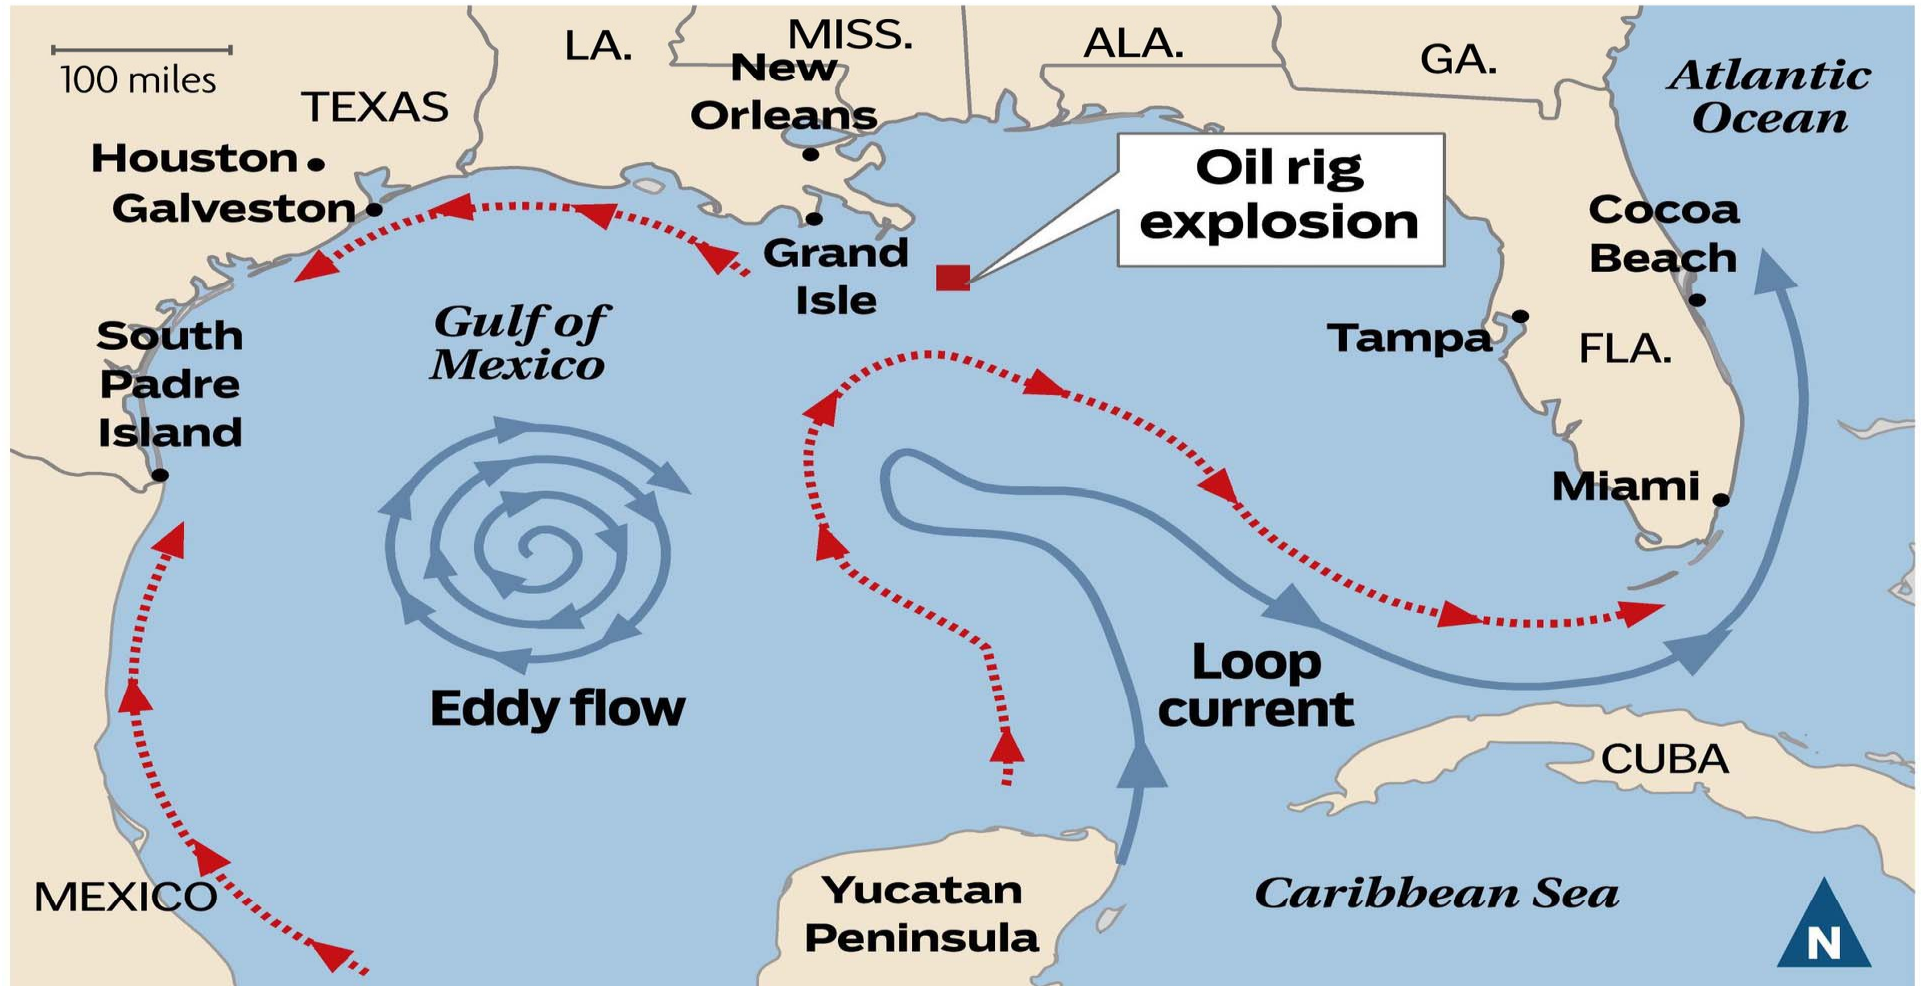 100 miles
TEXAS
LA.
MISS.
ALA.
GA.
Atlantic
Ocean
New
Orleans
Houston
Galveston
Oil rig
explosion
Grand
Isle
Cocoa
Beach
Tampa
FLA.
Miami
South
Padre
Island
Gulf of
Mexico
Eddy flow
Loop
current
CUBA
MEXICO
Yucatan
Peninsula
Caribbean Sea
N